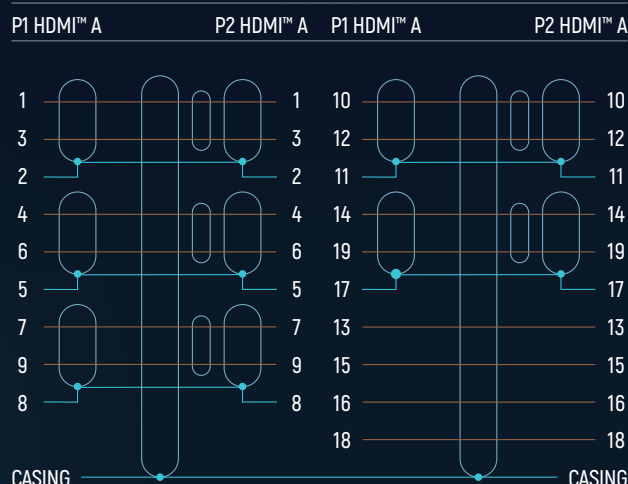 P1 HDMI™ A P2 HDMI™ A P1 HDMI™ A P2 HDMI™ A
1 1 10 10
3 3 12 12
2 2 11 11
4 4 14 14
6 6 19 19
5 5 17 17
7 7 13 13
9 9 15 15
8 8 16 16
18 18
CASING CASING